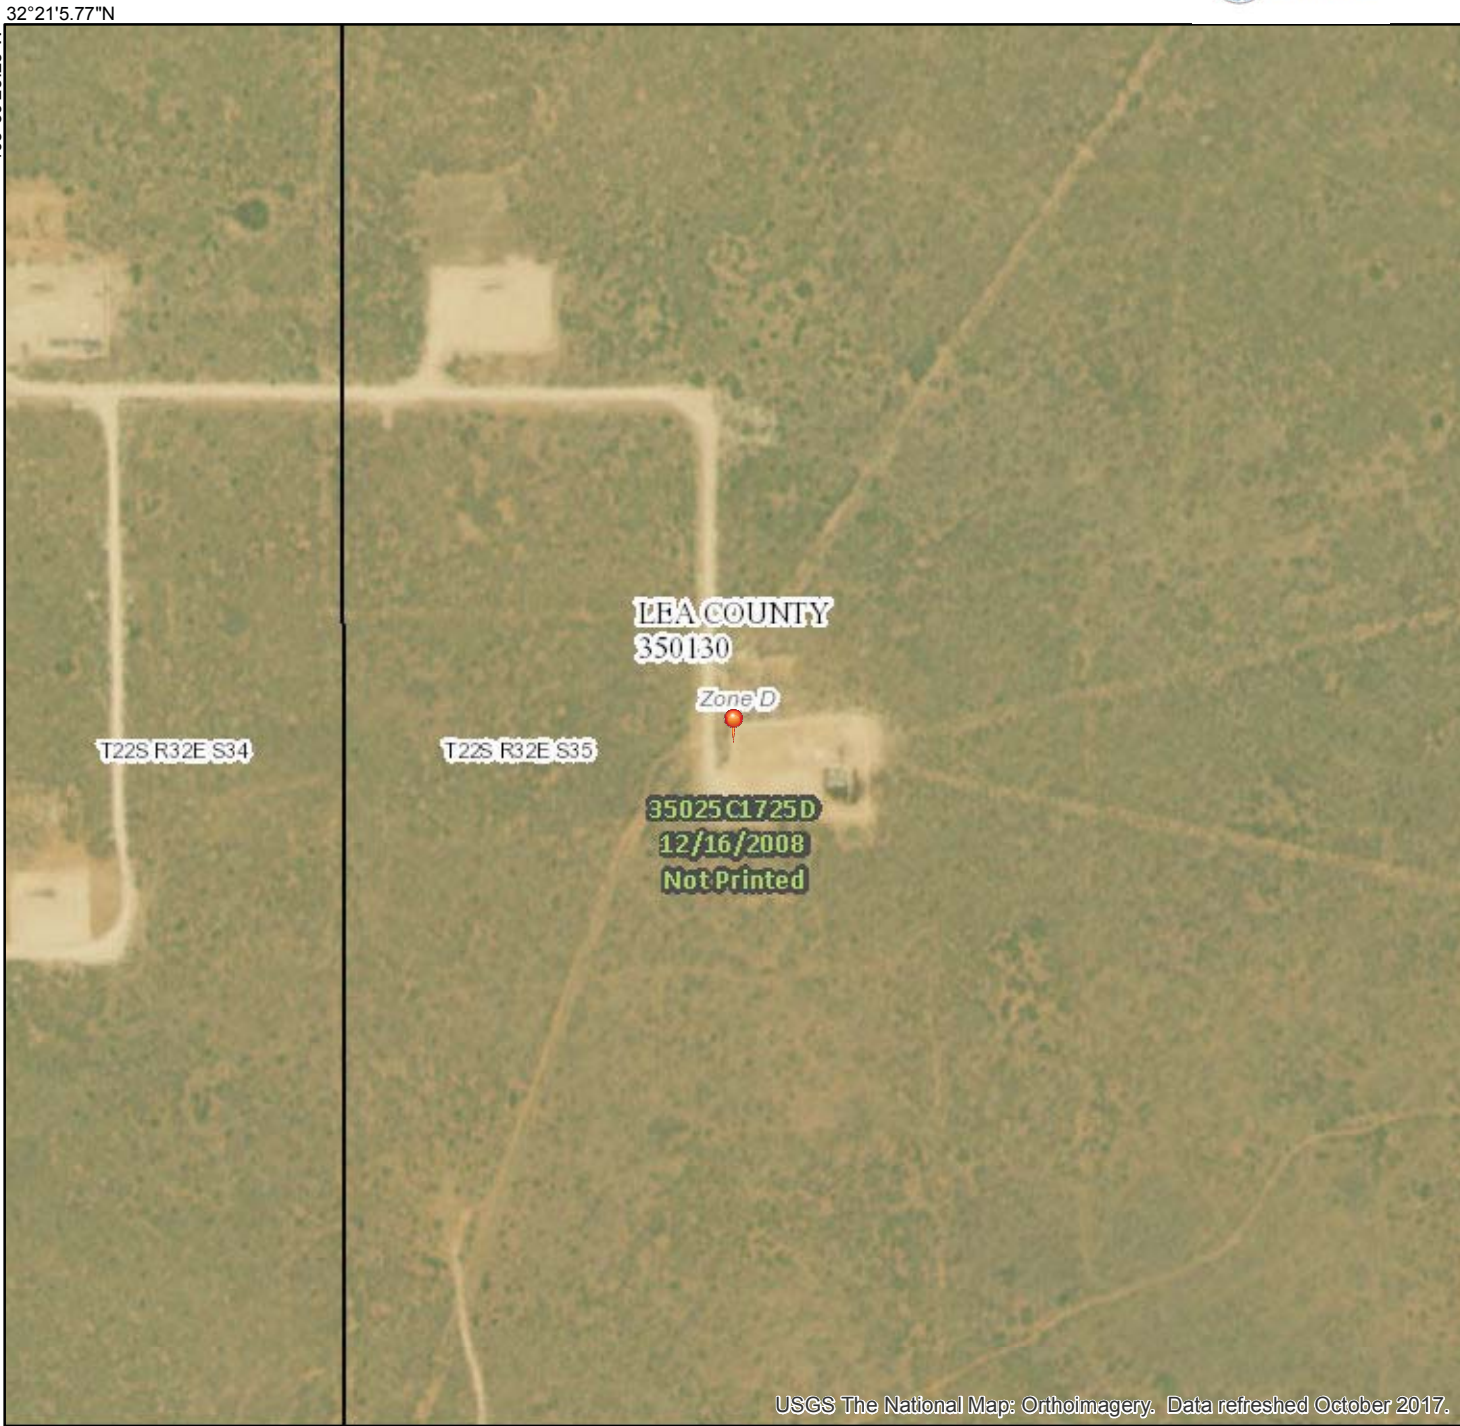 32°21'5.77"N
LEA COUNTY
350130
Zone D
T22S R32E S34
T22S R32E S35
35025C1725D
12/16/2008
Not Printed
USGS The National Map: Orthoimagery. Data refreshed October 2017.